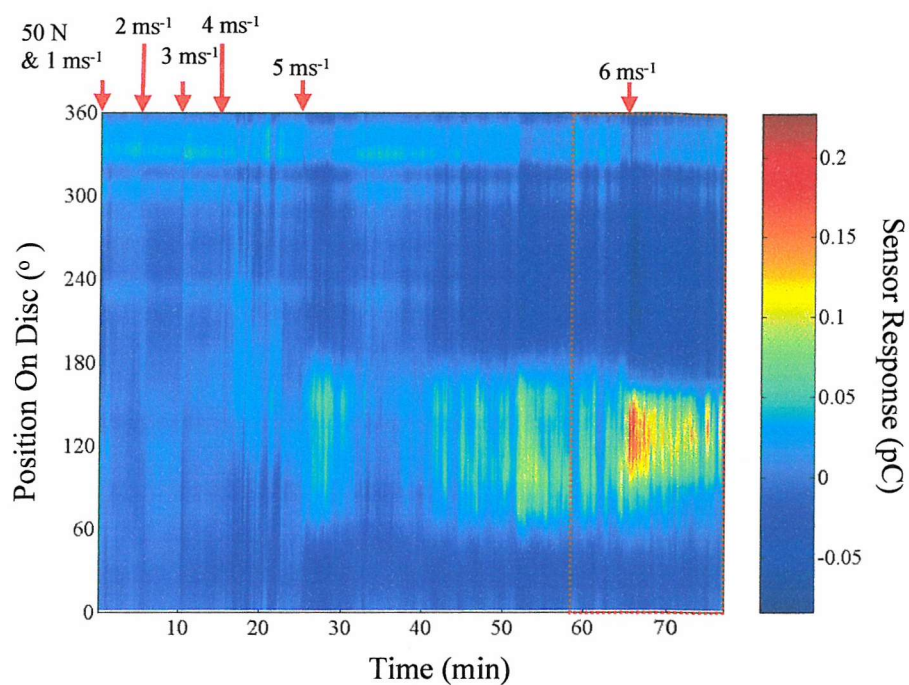 50 N
& 1 ms-1
2 ms-1
3 ms-1
4 ms-1
5 ms-1
6 ms-1
360
300
240
180
120
60
0
Position On Disc (o)
10
20
30
40
50
60
70
Time (min)
0.2
0.15
0.1
0.05
0
-0.05
Sensor Response (pC)